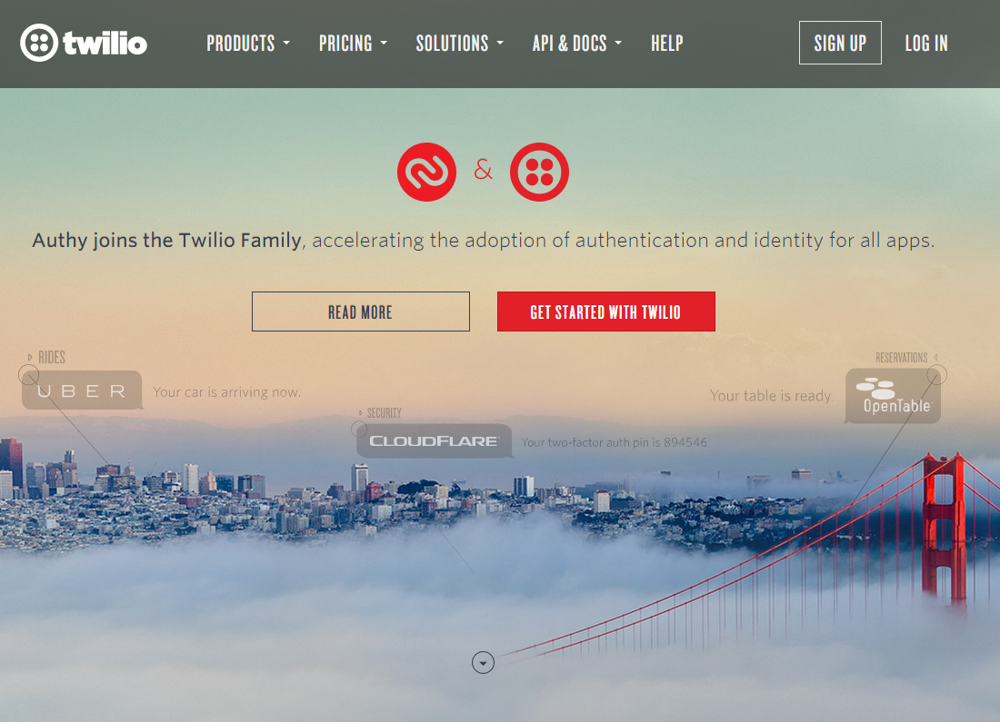 twilio PRODUCTS PRICING SOLUTIONS API & DOCS HELP SIGN UP LOG IN
&
Authy joins the Twilio Family, accelerating the adoption of authentication and identity for all apps.
READ MORE GET STARTED WITH TWILIO
RIDES
UBER Your car is arriving now.
RESERVATIONS
Your table is ready. OpenTable
SECURITY
CLOUDFLARE Your two-factor auth pin is 894546